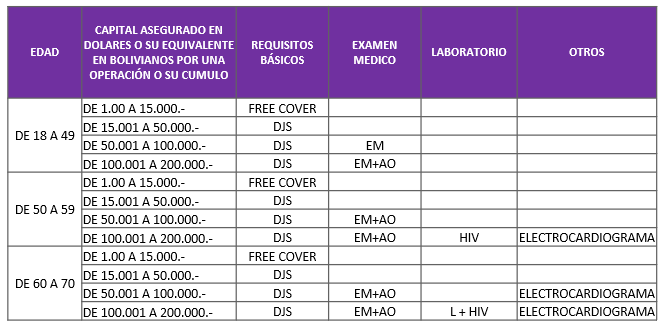 EDAD
CAPITAL ASEGURADO EN
DOLARES O SU EQUIVALENTE
EN BOLIVIANOS POR UNA
OPERACIÓN O SU CUMULO
REQUISITOS
BÁSICOS
EXAMEN
MEDICO
LABORATORIO
OTROS
DE 18 A 49
DE 1.00 A 15.000.- FREE COVER
DE 15.001 A 50.000.- DJS
DE 50.001 A 100.000.- DJS EM
DE 100.001 A 200.000.- DJS EM+AO
DE 50 A 59
DE 1.00 A 15.000.- FREE COVER
DE 15.001 A 50.000.- DJS
DE 50.001 A 100.000.- DJS EM+AO
DE 100.001 A 200.000.- DJS EM+AO HIV ELECTROCARDIOGRAMA
DE 60 A 70
DE 1.00 A 15.000.- FREE COVER
DE 15.001 A 50.000.- DJS
DE 50.001 A 100.000.- DJS EM+AO ELECTROCARDIOGRAMA
DE 100.001 A 200.000.- DJS EM+AO L + HIV ELECTROCARDIOGRAMA